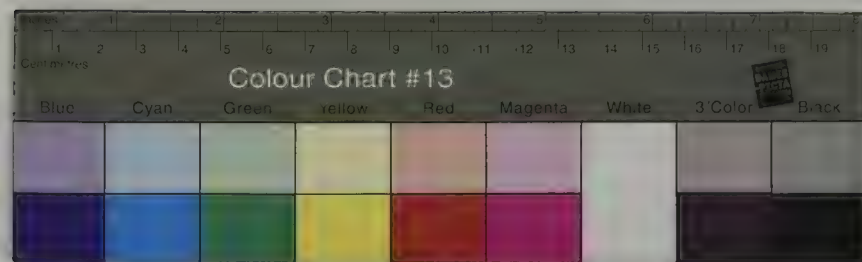 Inches 1 2 3 4 5 6 7 8
1 2 3 4 5 6 7 8 9 10 11 12 13 14 15 16 17 18 19
Centimetres
Colour Chart #13
Blue Cyan Green Yellow Red Magenta White 3/Color Black